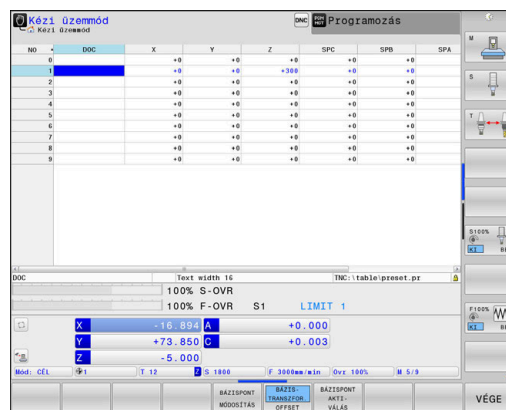 Kézi üzemmód
Kézi üzemmód
DNC
Programozás
NO DOC X Y Z SPC SPB SPA
0 +0 +0 +0 +0 +0
1 +0 +0 +300 +0 +0
2 +0 +0 +0 +0 +0
3 +0 +0 +0 +0 +0
4 +0 +0 +0 +0 +0
5 +0 +0 +0 +0 +0
6 +0 +0 +0 +0 +0
7 +0 +0 +0 +0 +0
8 +0 +0 +0 +0 +0
9 +0 +0 +0 +0 +0
DOC Text width 16 TNC:\table\preset.pr
100% S-OVR
100% F-OVR S1 LIMIT 1
X -16.894 A +0.000
Y +73.850 C +0.003
Z -5.000
Mód: CÉL 1 T 12 Z S 1800 F 3000mm/min Ovr 100% M 5/9
BÁZISPONT
MÓDOSÍTÁS
BÁZIS-
TRANSZFOR.
OFFSET
BÁZISPONT
AKTI-
VÁLÁS
VÉGE
M
S
T
S100%
KI BE
F100%
KI BE